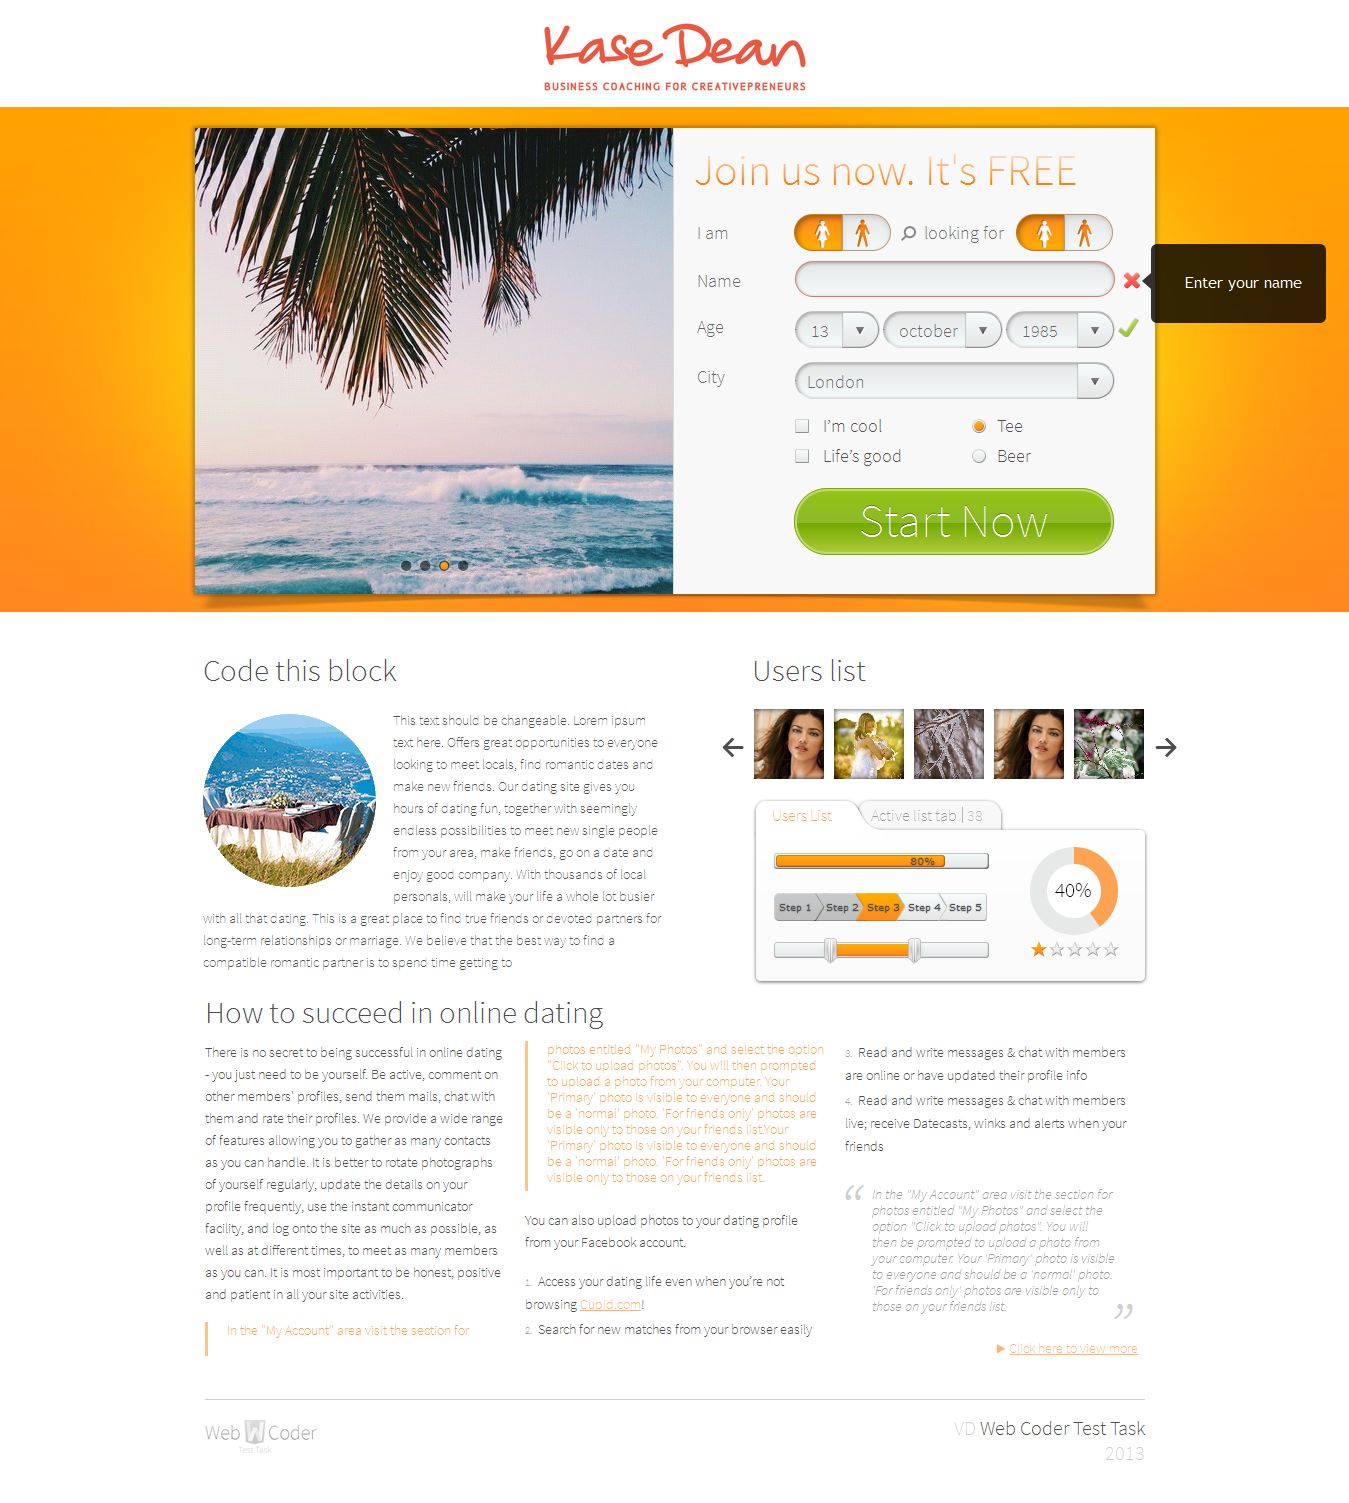 Kase Dean
BUSINESS COACHING FOR CREATIVEPRENEURS
Join us now. It's FREE
I am
looking for
Name
Enter your name
Age
13
october
1985
City
London
I'm cool
Tee
Life's good
Beer
Start Now
Code this block
This text should be changeable. Lorem ipsum
text here. Offers great opportunities to everyone
looking to meet locals, find romantic dates and
make new friends. Our dating site gives you
hours of dating fun, together with seemingly
endless possibilities to meet new single people
from your area, make friends, go on a date and
enjoy good company. With thousands of local
personals, will make your life a whole lot busier
with all that dating. This is a great place to find true friends or devoted partners for
long-term relationships or marriage. We believe that the best way to find a
compatible romantic partner is to spend time getting to
Users list
Users List
Active list tab | 38
80%
40%
Step 1
Step 2
Step 3
Step 4
Step 5
How to succeed in online dating
There is no secret to being successful in online dating
- you just need to be yourself. Be active, comment on
other members' profiles, send them mails, chat with
them and rate their profiles. We provide a wide range
of features allowing you to gather as many contacts
as you can handle. It is better to rotate photographs
of yourself regularly, update the details on your
profile frequently, use the instant communicator
facility, and log onto the site as much as possible, as
well as at different times, to meet as many members
as you can. It is most important to be honest, positive
and patient in all your site activities.
In the "My Account" area visit the section for
photos entitled "My Photos" and select the option
"Click to upload photos". You will then prompted
to upload a photo from your computer. Your
'Primary' photo is visible to everyone and should
be a 'normal' photo. 'For friends only' photos are
visible only to those on your friends list.Your
'Primary' photo is visible to everyone and should
be a 'normal' photo. 'For friends only' photos are
visible only to those on your friends list.
You can also upload photos to your dating profile
from your Facebook account.
1. Access your dating life even when you're not
browsing Cupid.com!
2. Search for new matches from your browser easily
3. Read and write messages & chat with members
are online or have updated their profile info
4. Read and write messages & chat with members
live; receive Datecasts, winks and alerts when your
friends
“ In the "My Account" area visit the section for
photos entitled "My Photos" and select the
option "Click to upload photos". You will
then be prompted to upload a photo from
your computer. Your 'Primary' photo is visible
to everyone and should be a 'normal' photo.
'For friends only' photos are visible only to
those on your friends list. ”
Click here to view more
Web Coder
Test Task
VD Web Coder Test Task
2013